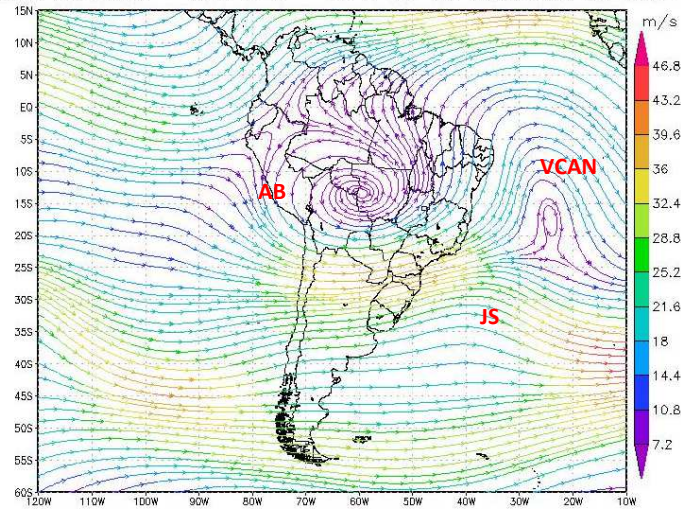 15N
10N
5N
EQ
5S
10S
15S
20S
25S
30S
35S
40S
45S
50S
55S
60S
120W 110W 100W 90W 80W 70W 60W 50W 40W 30W 20W 10W
AB
VCAN
JS
m/s
46.8
43.2
39.6
36
32.4
28.8
25.2
21.6
18
14.4
10.8
7.2